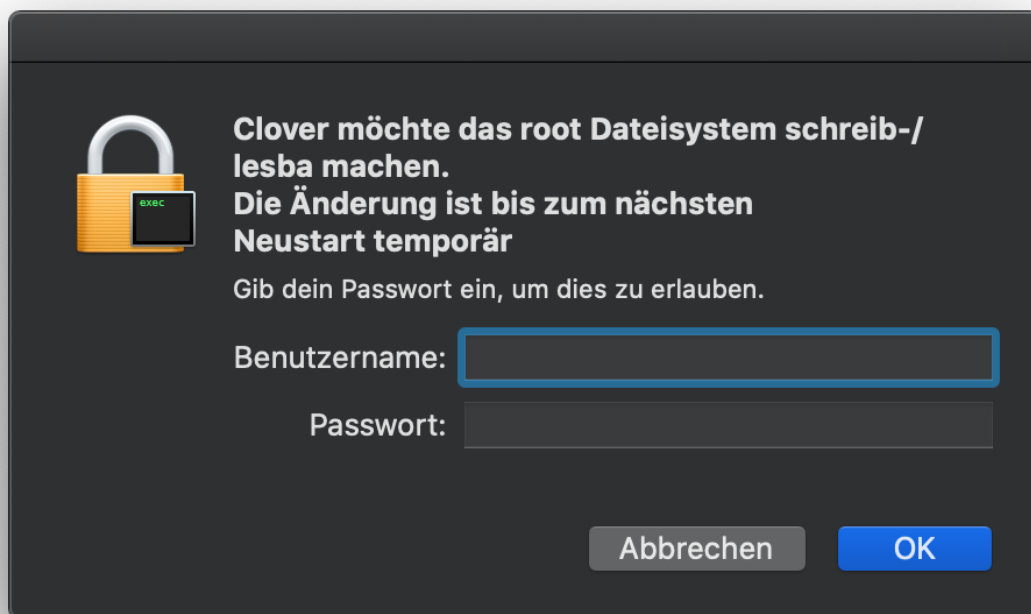 Clover möchte das root Dateisystem schreib-/
lesba machen.
Die Änderung ist bis zum nächsten
Neustart temporär
exec
Gib dein Passwort ein, um dies zu erlauben.
Benutzername:
Passwort:
Abbrechen
OK